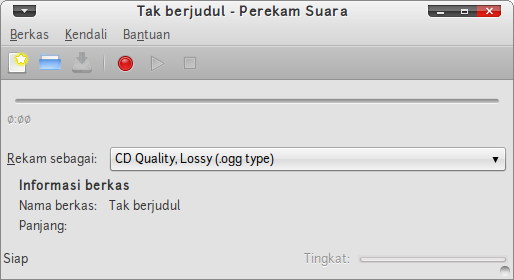 Tak berjudul - Perekam Suara
Berkas Kendali Bantuan
0:00
Rekam sebagai: CD Quality, Lossy (.ogg type)
Informasi berkas
Nama berkas: Tak berjudul
Panjang:
Siap Tingkat: